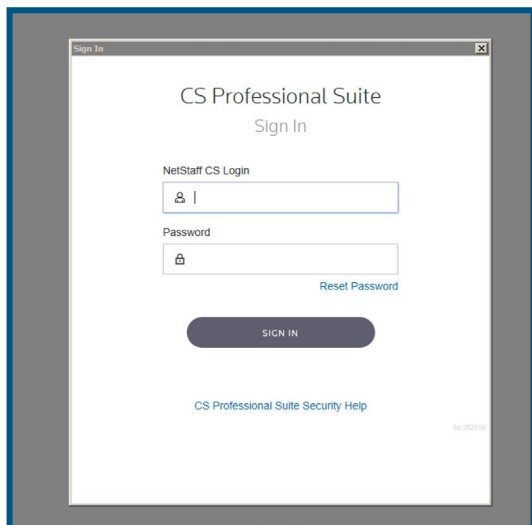 Sign In
CS Professional Suite
Sign In
NetStaff CS Login
Password
Reset Password
SIGN IN
CS Professional Suite Security Help